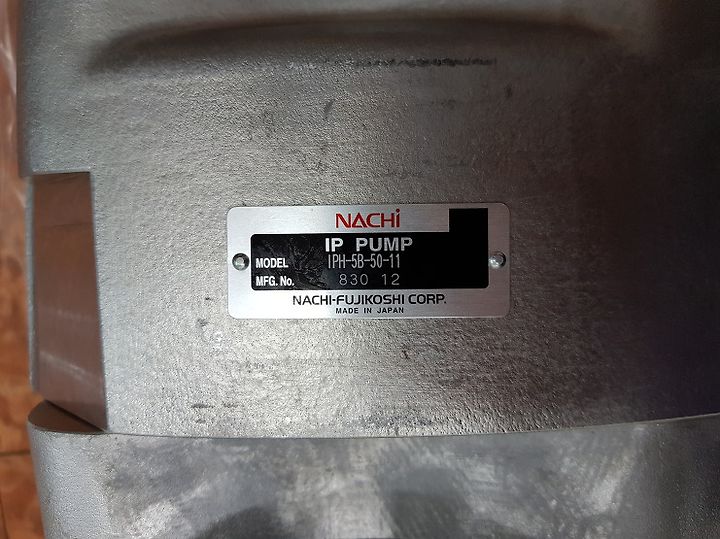 NACHi
IP PUMP
MODEL IPH-5B-50-11
MFG. No. 830 12
NACHI-FUJIKOSHI CORP.
MADE IN JAPAN